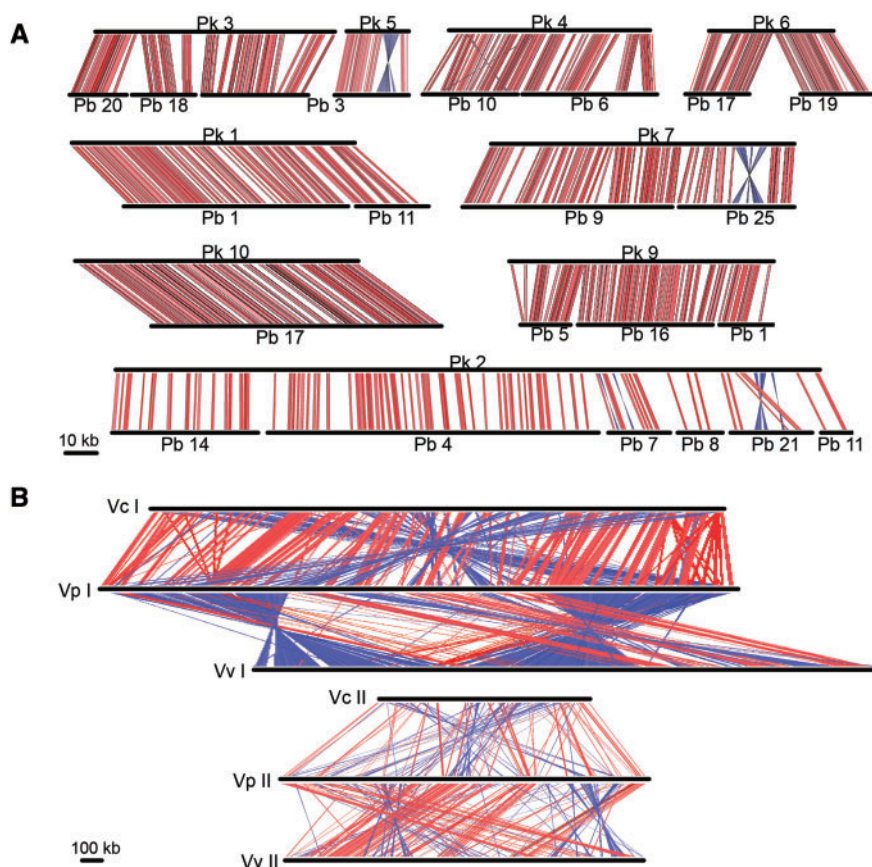 A
Pk 3
Pk 5
Pk 4
Pk 6
Pb 20
Pb 18
Pb 3
Pb 10
Pb 6
Pb 17
Pb 19
Pk 1
Pk 7
Pb 1
Pb 11
Pb 9
Pb 25
Pk 10
Pk 9
Pb 17
Pb 5
Pb 16
Pb 1
Pk 2
10 kb
Pb 14
Pb 4
Pb 7
Pb 8
Pb 21
Pb 11
B
Vc I
Vp I
Vv I
Vc II
Vp II
100 kb
Vv II